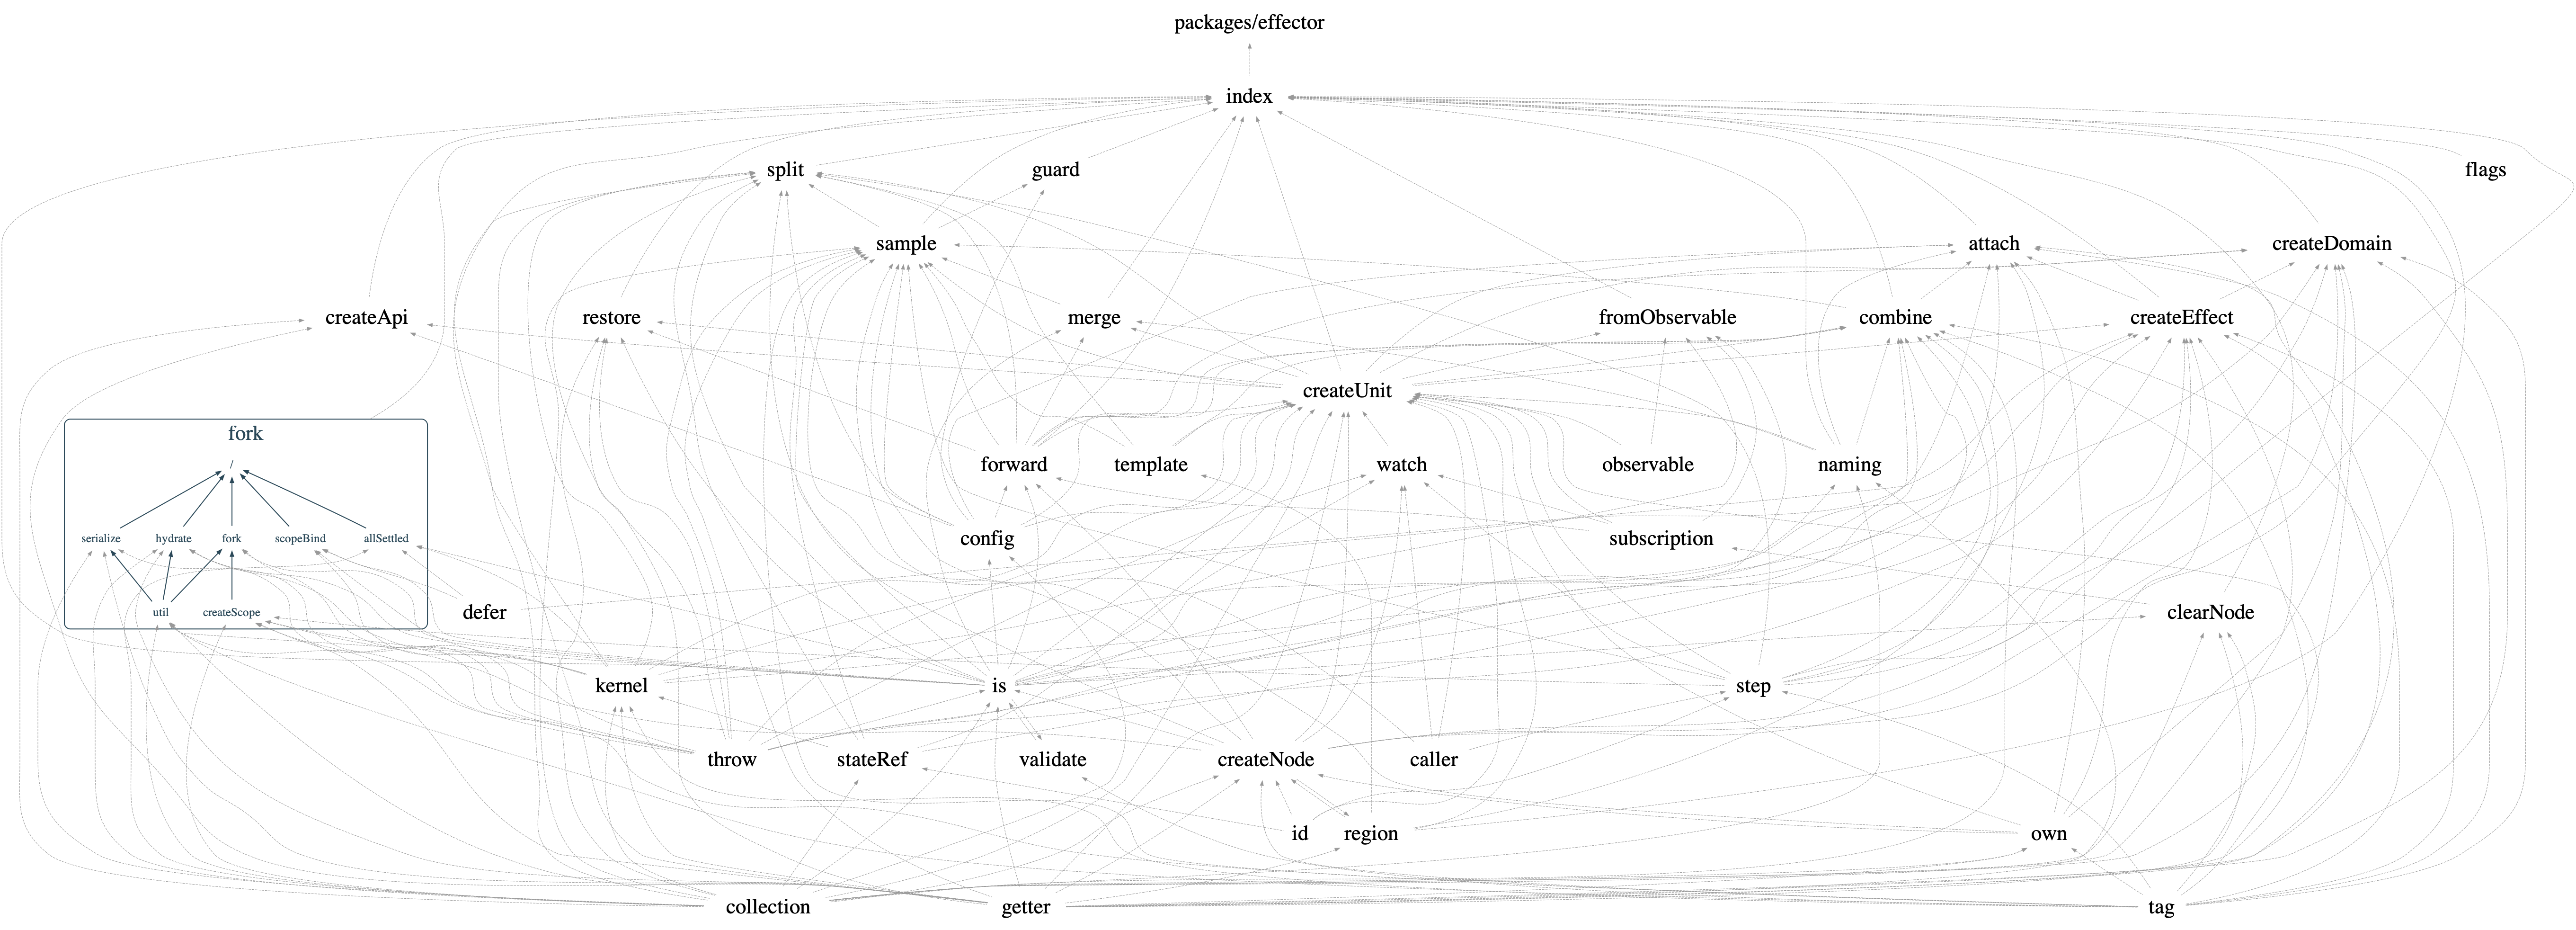 packages/effector
index
split
guard
flags
sample
attach
createDomain
createApi
restore
merge
fromObservable
combine
createEffect
createUnit
fork
/
forward
template
watch
observable
naming
serialize
hydrate
fork
scopeBind
allSettled
config
subscription
util
createScope
defer
clearNode
kernel
is
step
throw
stateRef
validate
createNode
caller
id
region
own
collection
getter
tag